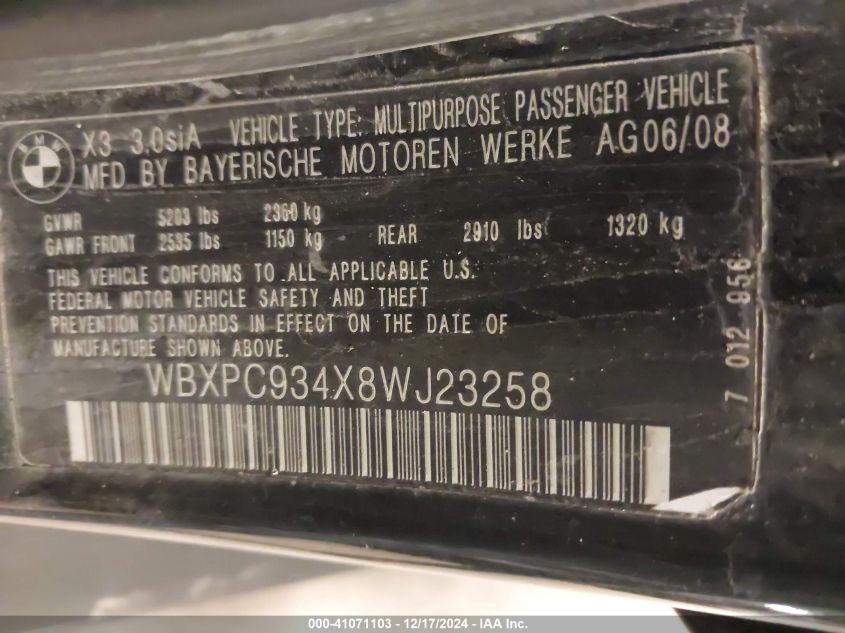 BMW
X3 3.0siA VEHICLE TYPE: MULTIPURPOSE PASSENGER VEHICLE
MFD BY BAYERISCHE MOTOREN WERKE AG06/08
GVWR 5203 lbs 2360 kg
GAWR FRONT 2535 lbs 1150 kg REAR 2910 lbs 1320 kg
THIS VEHICLE CONFORMS TO ALL APPLICABLE U.S.
FEDERAL MOTOR VEHICLE SAFETY AND THEFT
PREVENTION STANDARDS IN EFFECT ON THE DATE OF
MANUFACTURE SHOWN ABOVE.
WBXPC934X8WJ23258
7 012 956
000-41071103 - 12/17/2024 - IAA Inc.